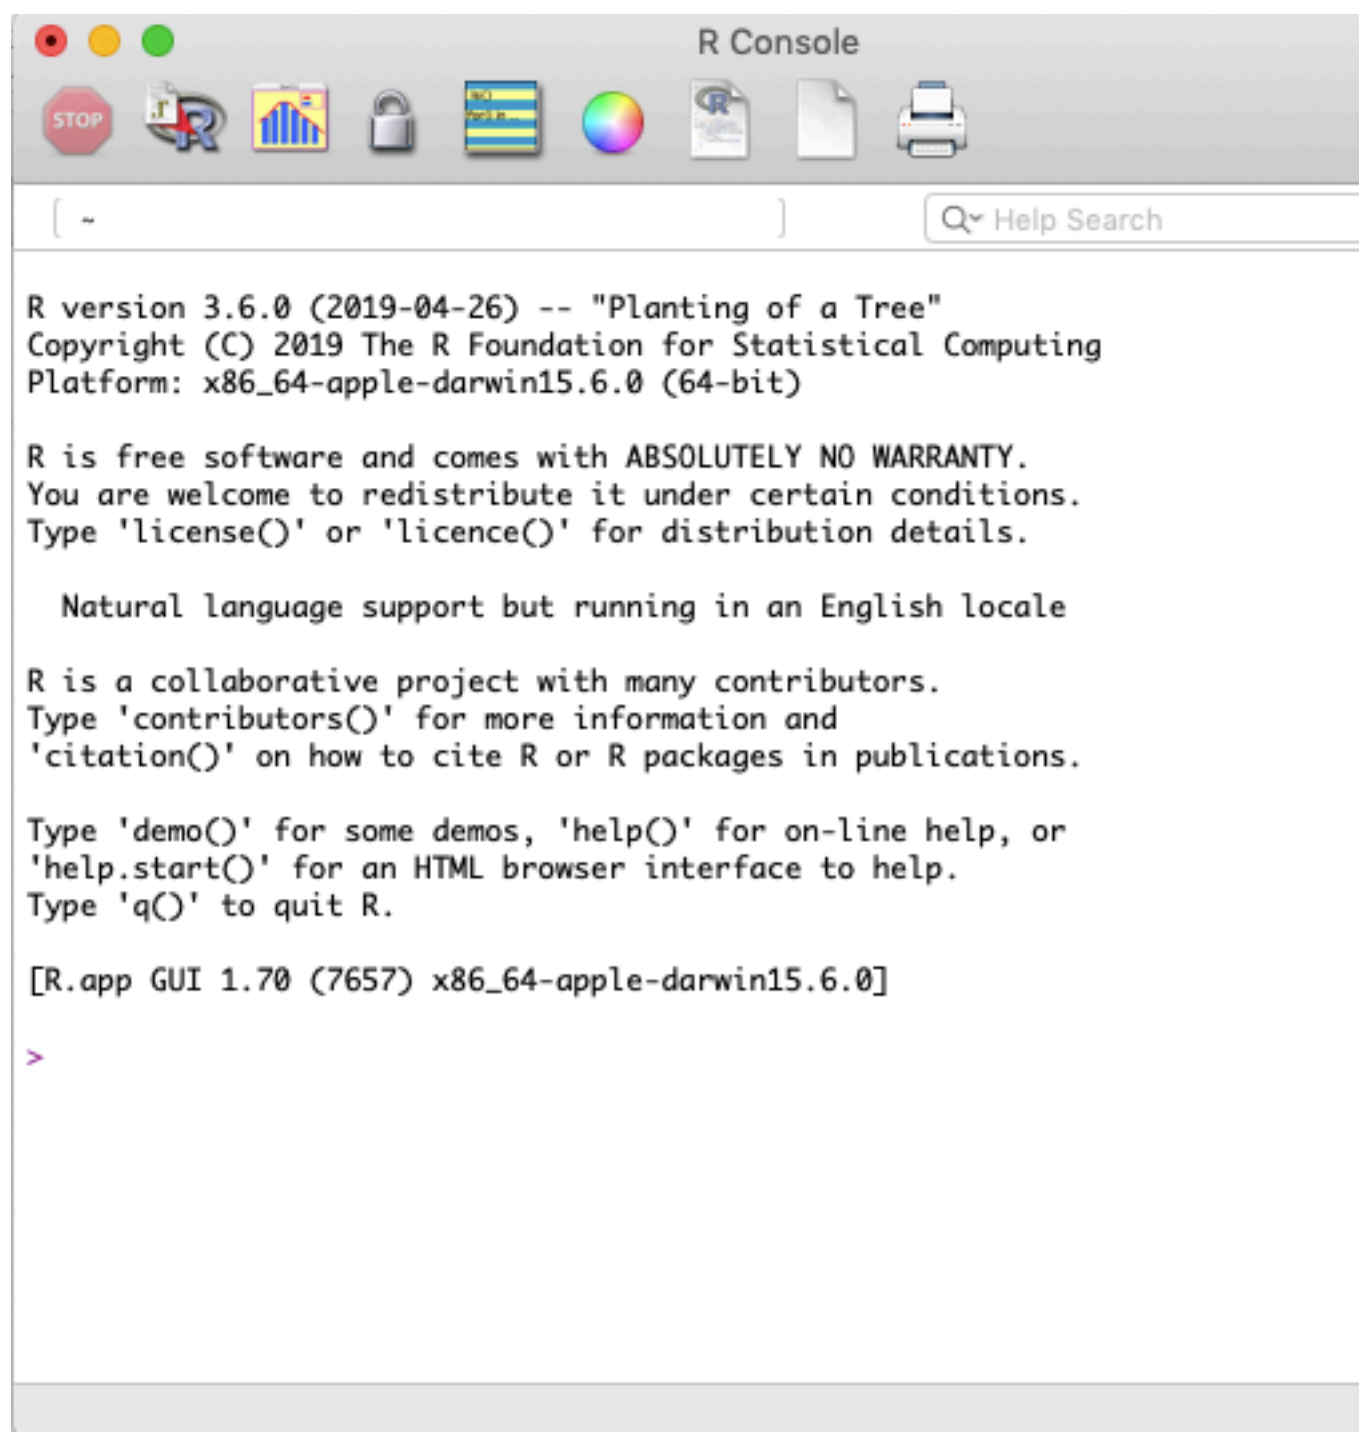 R Console
STOP
~
Help Search
R version 3.6.0 (2019-04-26) -- "Planting of a Tree"
Copyright (C) 2019 The R Foundation for Statistical Computing
Platform: x86_64-apple-darwin15.6.0 (64-bit)
R is free software and comes with ABSOLUTELY NO WARRANTY.
You are welcome to redistribute it under certain conditions.
Type 'license()' or 'licence()' for distribution details.
Natural language support but running in an English locale
R is a collaborative project with many contributors.
Type 'contributors()' for more information and
'citation()' on how to cite R or R packages in publications.
Type 'demo()' for some demos, 'help()' for on-line help, or
'help.start()' for an HTML browser interface to help.
Type 'q()' to quit R.
[R.app GUI 1.70 (7657) x86_64-apple-darwin15.6.0]
>